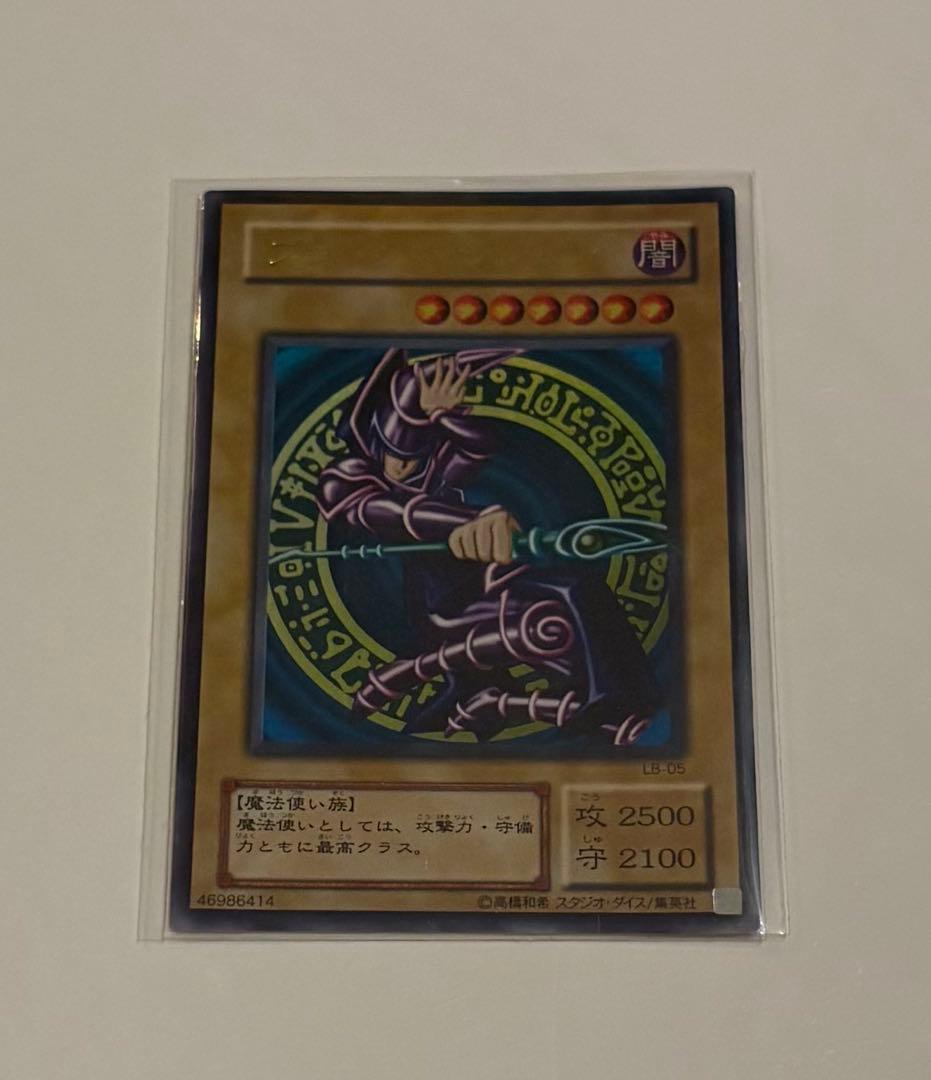 闇
LB-05
【魔法使い族】
魔法使いとしては、攻撃力・守備
力ともに最高クラス。
攻 2500
守 2100
46986414
©高橋和希 スタジオ・ダイス/集英社